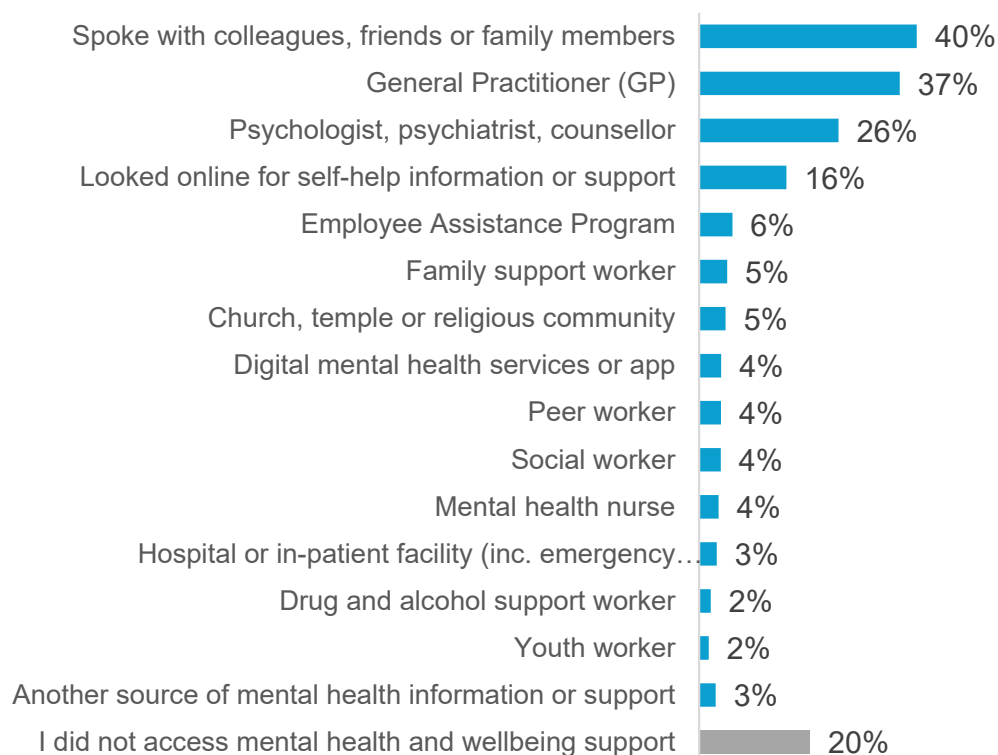 Spoke with colleagues, friends or family members 40%
General Practitioner (GP) 37%
Psychologist, psychiatrist, counsellor 26%
Looked online for self-help information or support 16%
Employee Assistance Program 6%
Family support worker 5%
Church, temple or religious community 5%
Digital mental health services or app 4%
Peer worker 4%
Social worker 4%
Mental health nurse 4%
Hospital or in-patient facility (inc. emergency… 3%
Drug and alcohol support worker 2%
Youth worker 2%
Another source of mental health information or support 3%
I did not access mental health and wellbeing support 20%